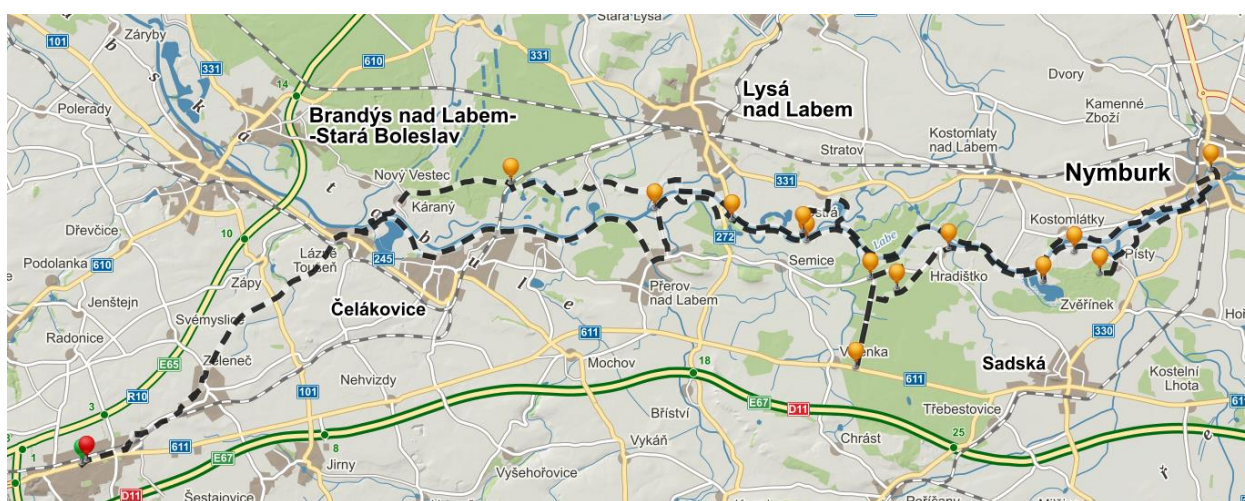 Záryby
101
331
610
Stará Lysá
331
Dvory
14
Polerady
Kamenné
Zboží
Brandýs nad Labem-
-Stará Boleslav
Lysá
nad Labem
Kostomlaty
nad Labem
Stratov
Nový Vestec
331
Nymburk
Káraný
Kostomlátky
Dřevčice
10
Labe
272
Písty
Lázně
Toušeň
245
Semice
Hradištko
Podolanka
610
Zápy
Přerov
nad Labem
Zvěřínek
Jenštejn
Čelákovice
Svémyslice
611
330
Radonice
Mochov
18
Sadská
Zeleneč
E65
Nehvizdy
611
Kostelní
Lhota
R10
101
E67
D11
Třebestovice
3
Bříství
611
8
Vykáň
Chrást
25
1
E67
Jirny
Vyšehořovice
D11
Šestajovice
Poříčany